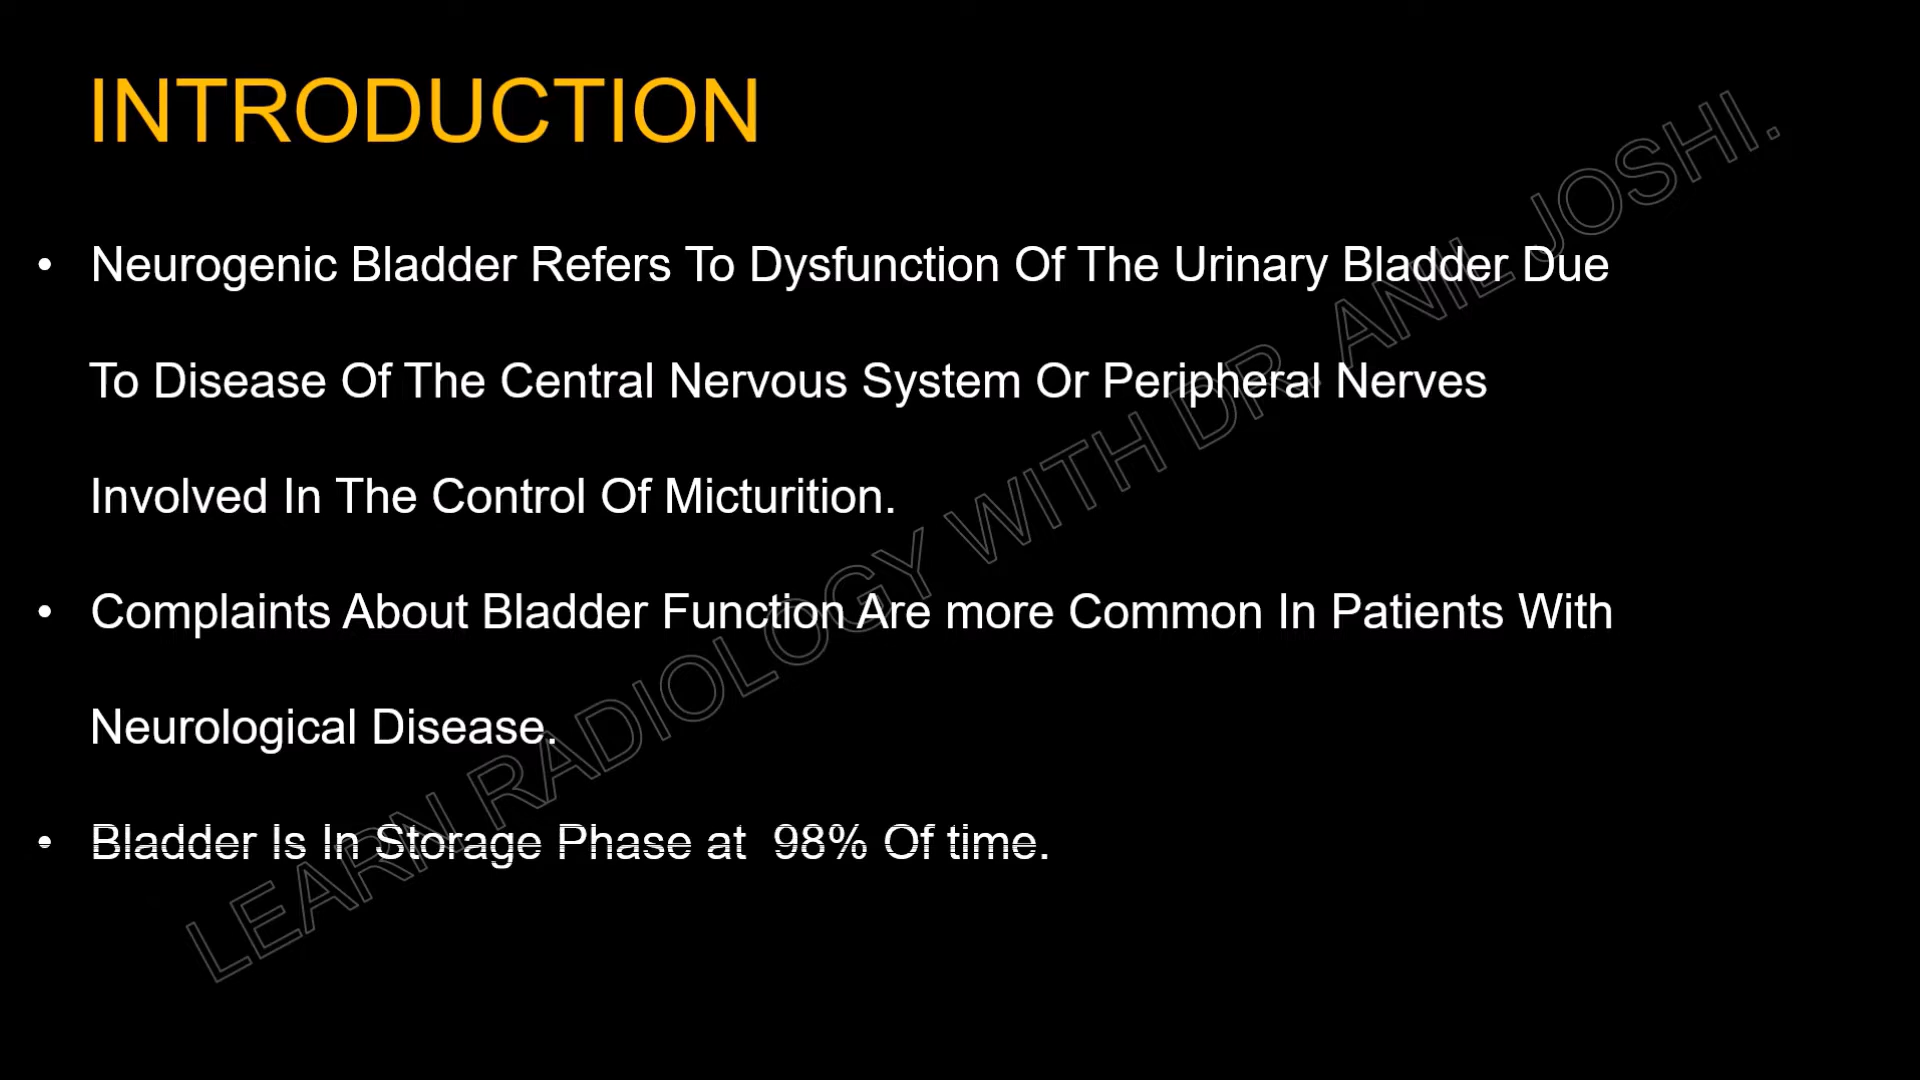 INTRODUCTION
• Neurogenic Bladder Refers To Dysfunction Of The Urinary Bladder Due
To Disease Of The Central Nervous System Or Peripheral Nerves
Involved In The Control Of Micturition.
• Complaints About Bladder Function Are more Common In Patients With
Neurological Disease.
• Bladder Is In Storage Phase at  98% Of time.
LEARN RADIOLOGY WITH DR. ANIL JOSHI.